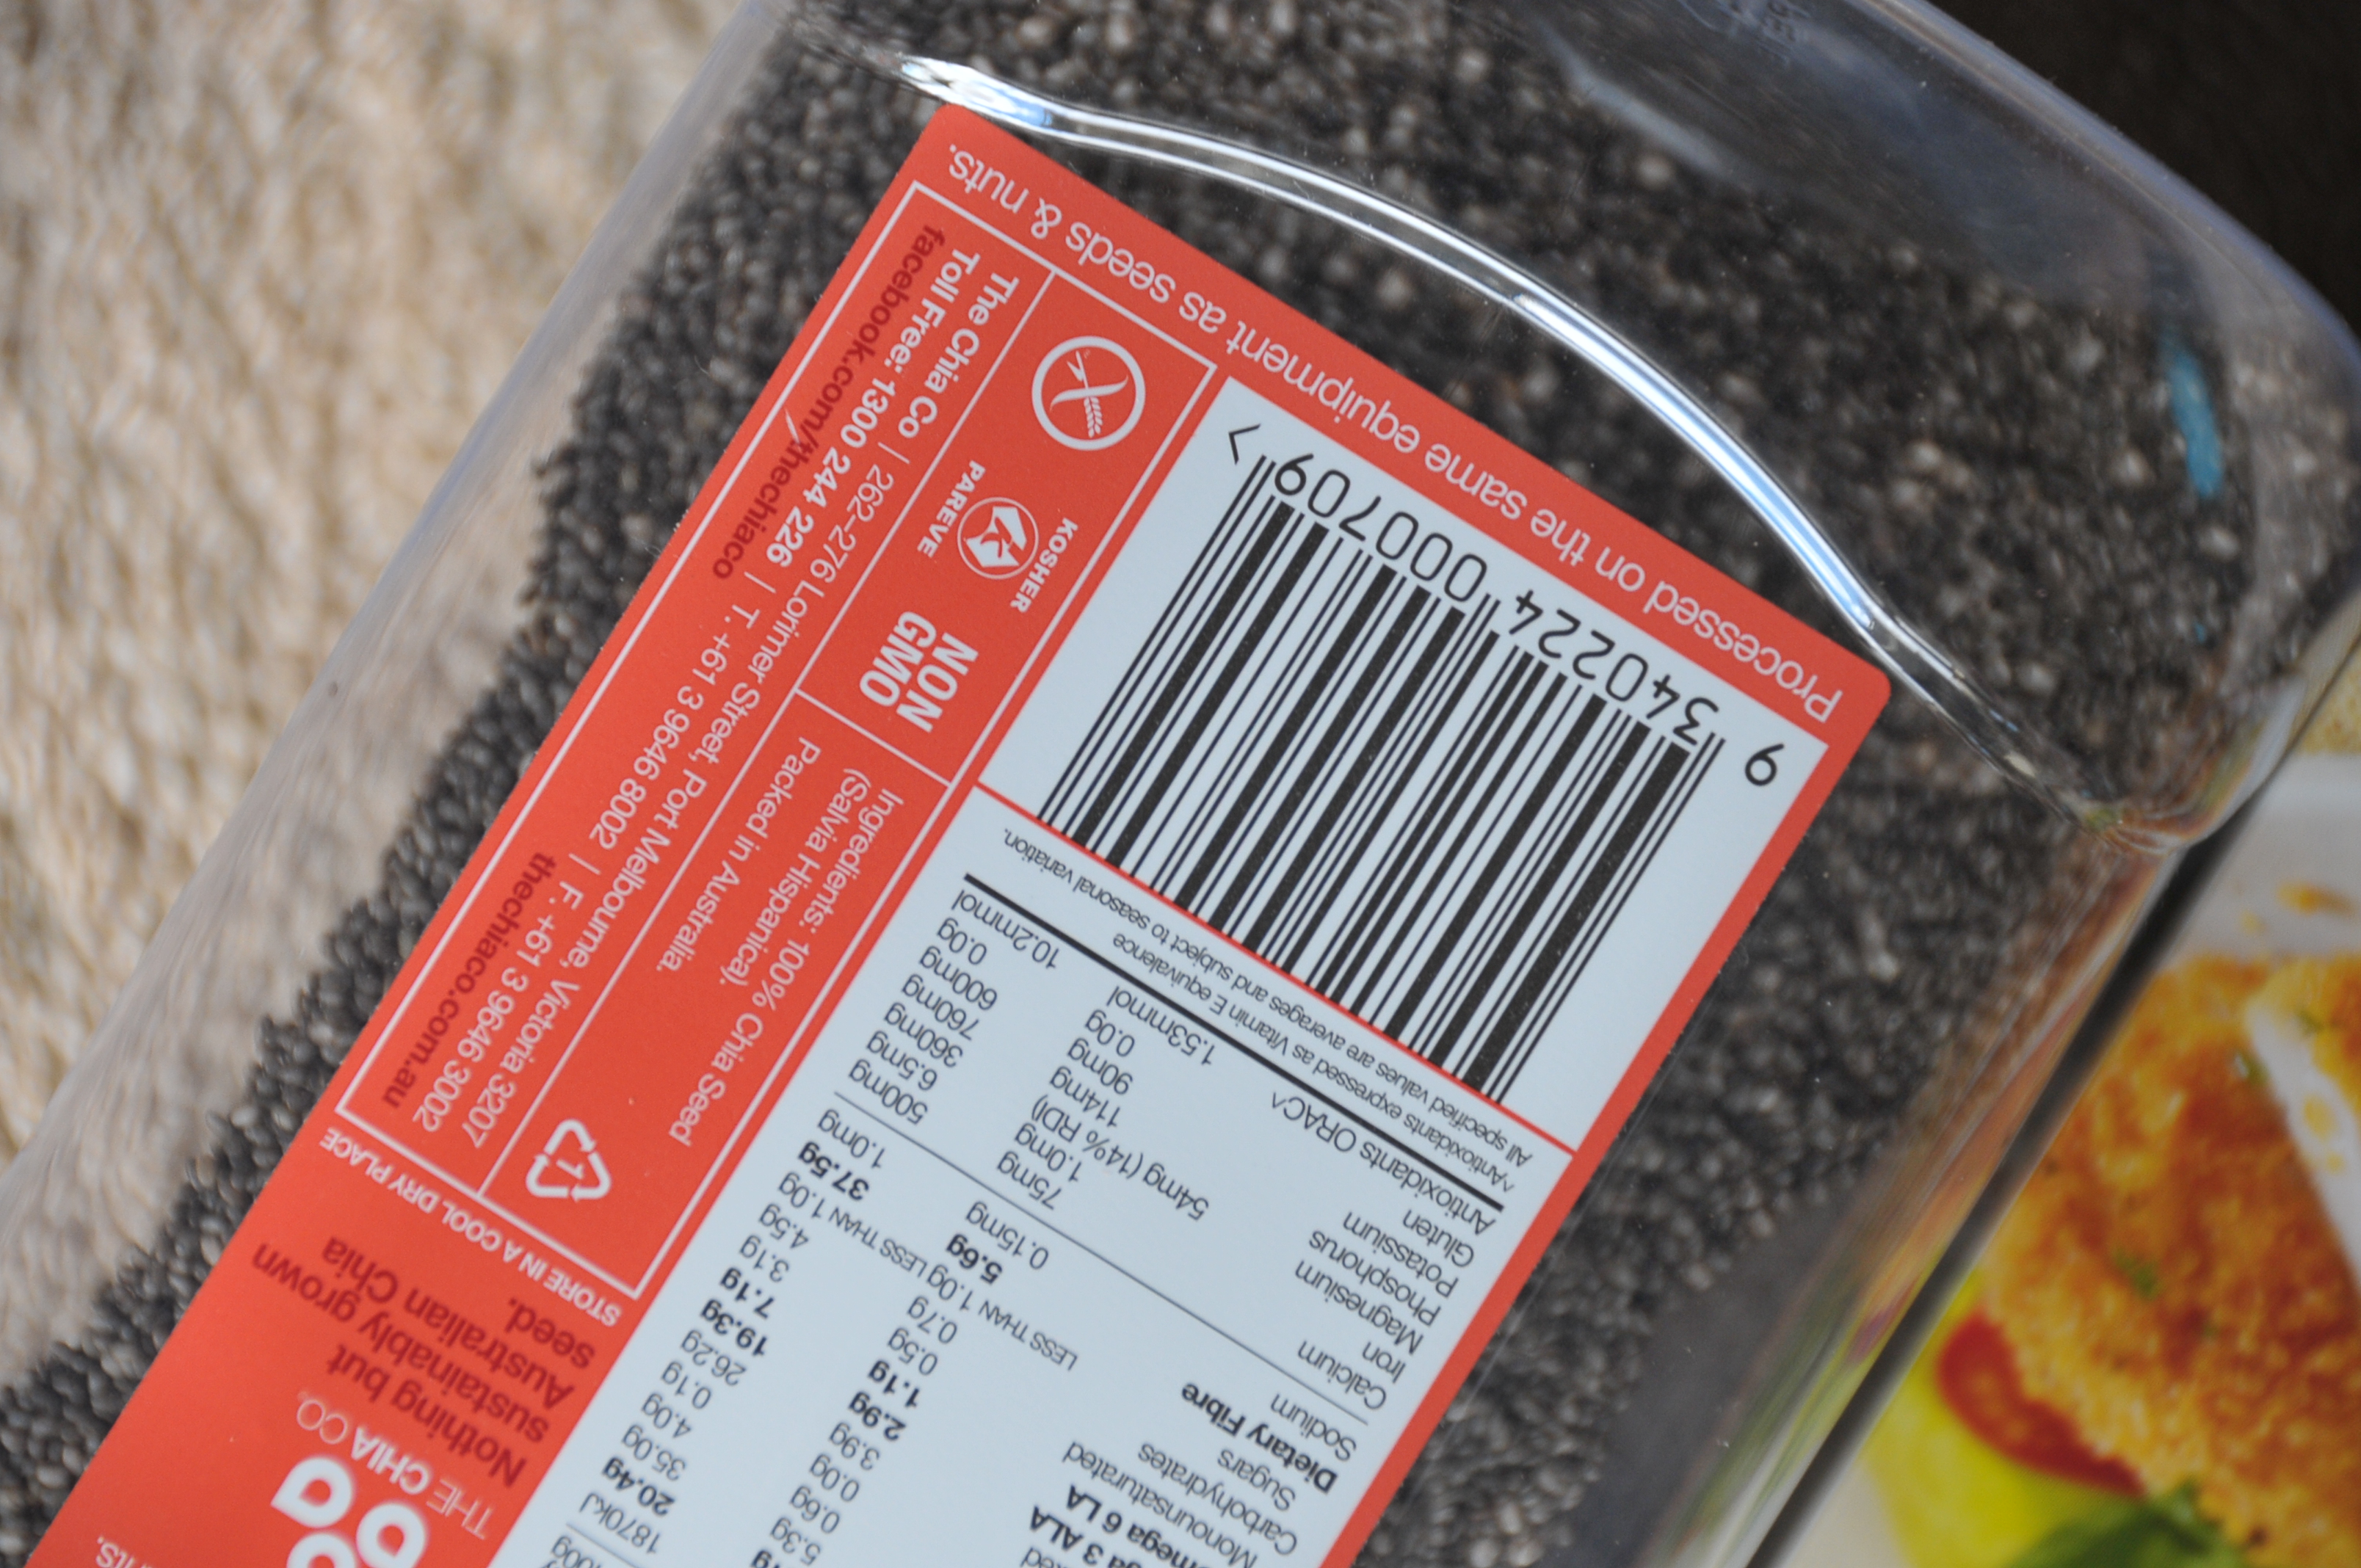 1870kJ
20.4g
5.3g 35.0g
0.6g 4.0g
0.0g 0.1g
3.9g 26.2g
3 ALA 2.9g 19.3g
6 LA 1.1g 7.1g
Monounsaturated 0.5g 3.1g
Carbohydrates 0.7g 4.5g
Sugars LESS THAN 1.0g LESS THAN 1.0g
Dietary Fibre 5.6g 37.5g
Sodium 0.15mg 1.0mg
Calcium 75mg 500mg
Iron 1.0mg 6.5mg
Magnesium 54mg (14% RDI) 360mg
Phosphorus 114mg 760mg
Potassium 90mg 600mg
Gluten 0.0g 0.0g
Antioxidants ORAC^ 1.53mmol 10.2mmol
^Antioxidants expressed as Vitamin E equivalence
All specified values are averages and subject to seasonal variation.
9 340224 000709 >
Processed on the same equipment as seeds & nuts.
THE CHIA CO.
Nothing but
sustainably grown
Australian Chia
seed.
STORE IN A COOL DRY PLACE
Ingredients: 100% Chia Seed
(Salvia Hispanica).
Packed in Australia.
1
NON
GMO
KOSHER
PAREVE
The Chia Co | 262-276 Lorimer Street, Port Melbourne, Victoria 3207
Toll Free: 1300 244 226 | T. +61 3 9646 8002 | F. +61 3 9646 3002
facebook.com/thechiaco thechiaco.com.au